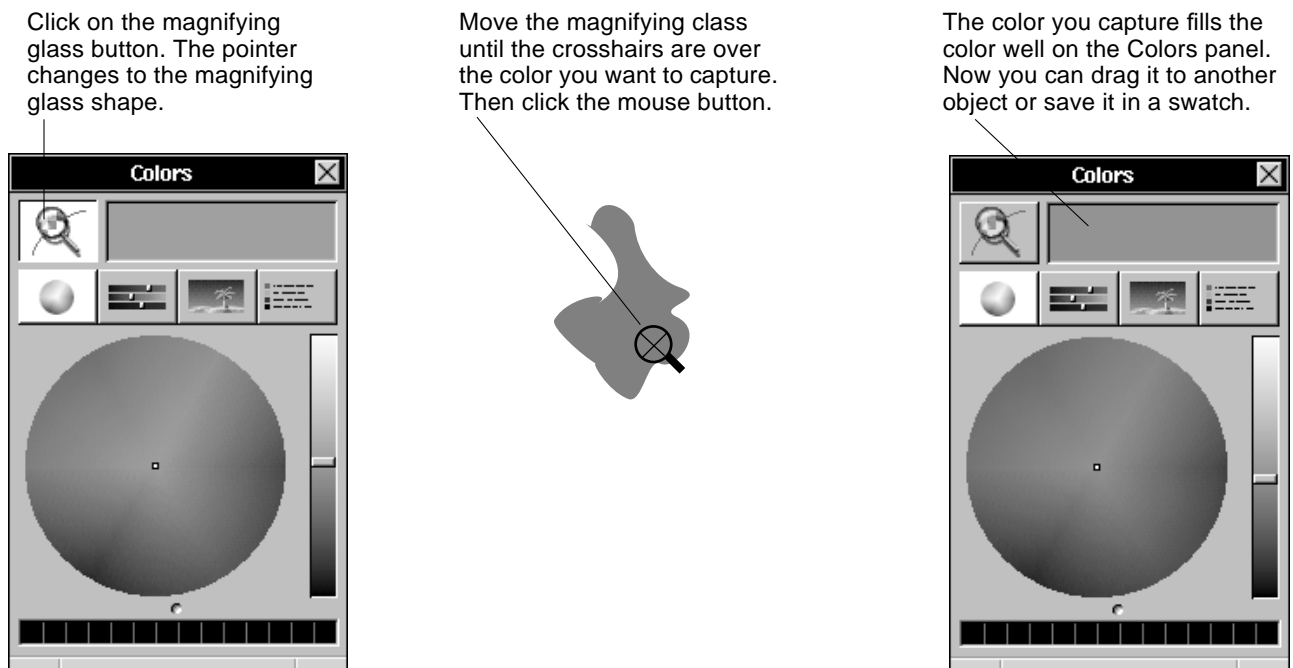 Click on the magnifying
glass button. The pointer
changes to the magnifying
glass shape.
Move the magnifying class
until the crosshairs are over
the color you want to capture.
Then click the mouse button.
The color you capture fills the
color well on the Colors panel.
Now you can drag it to another
object or save it in a swatch.
Colors
Colors